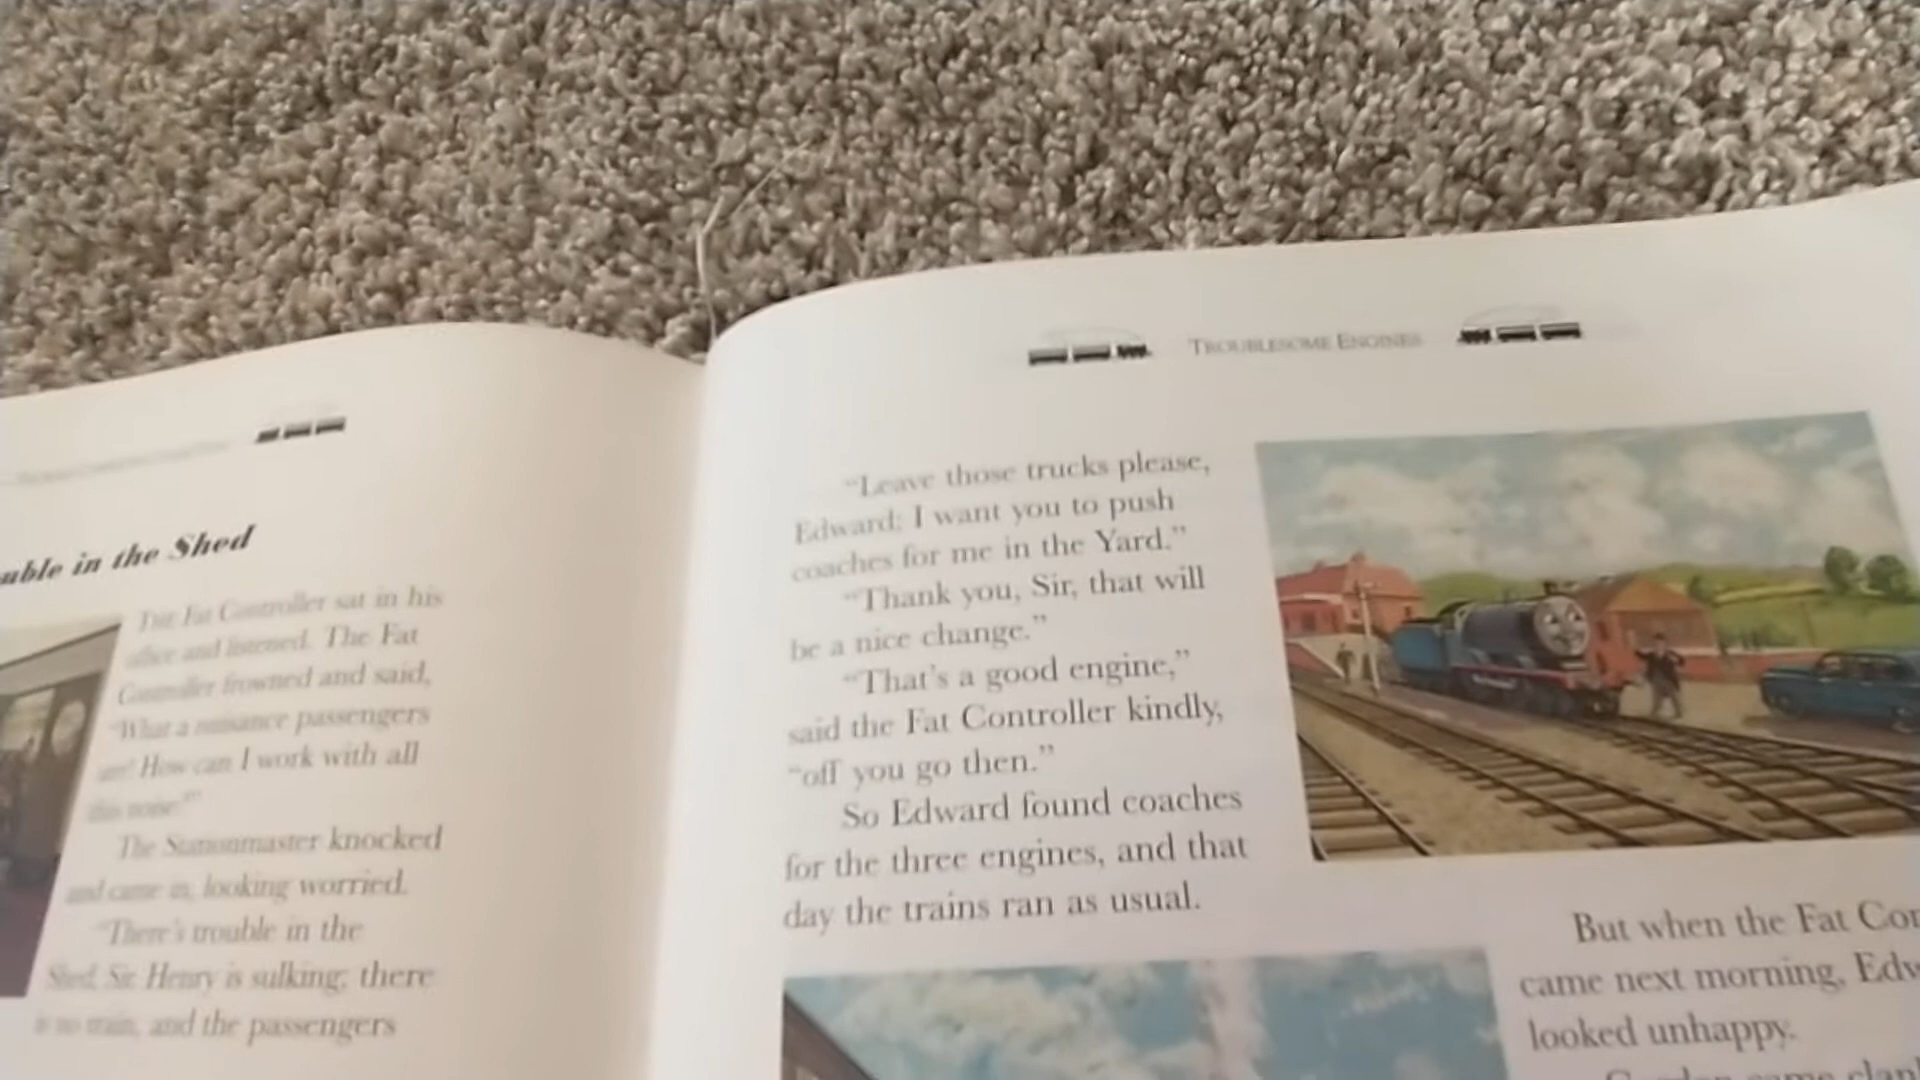 uble in the Shed
The Fat Controller sat in his
office and listened. The Fat
Controller frowned and said,
"What a nuisance passengers
are! How can I work with all
this noise?"
The Stationmaster knocked
and came in, looking worried.
"There's trouble in the
Shed, Sir. Henry is sulking; there
is no train, and the passengers
TROUBLESOME ENGINES
"Leave those trucks please,
Edward; I want you to push
coaches for me in the Yard."
"Thank you, Sir, that will
be a nice change."
"That's a good engine,"
said the Fat Controller kindly,
"off you go then."
So Edward found coaches
for the three engines, and that
day the trains ran as usual.
But when the Fat Con
came next morning, Edw
looked unhappy.
Gordon came clan